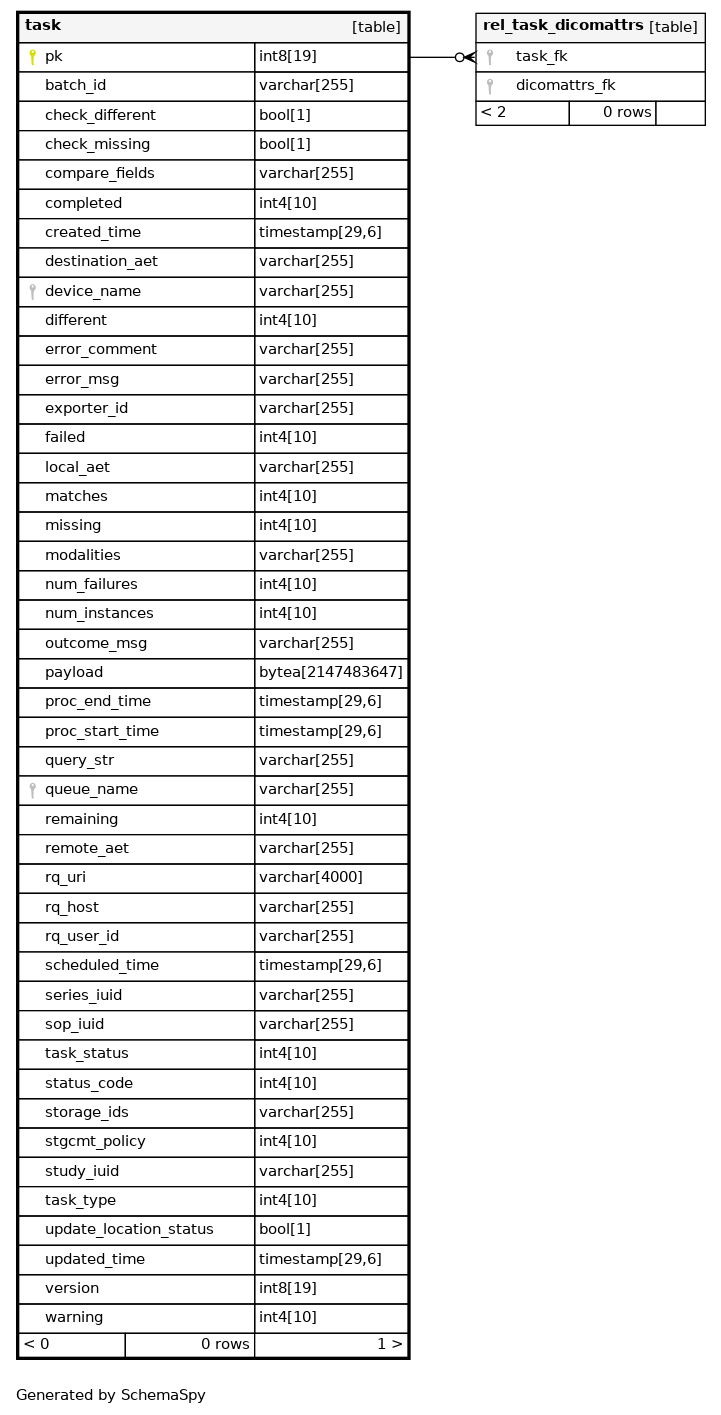 task [table]
pk int8[19]
batch_id varchar[255]
check_different bool[1]
check_missing bool[1]
compare_fields varchar[255]
completed int4[10]
created_time timestamp[29,6]
destination_aet varchar[255]
device_name varchar[255]
different int4[10]
error_comment varchar[255]
error_msg varchar[255]
exporter_id varchar[255]
failed int4[10]
local_aet varchar[255]
matches int4[10]
missing int4[10]
modalities varchar[255]
num_failures int4[10]
num_instances int4[10]
outcome_msg varchar[255]
payload bytea[2147483647]
proc_end_time timestamp[29,6]
proc_start_time timestamp[29,6]
query_str varchar[255]
queue_name varchar[255]
remaining int4[10]
remote_aet varchar[255]
rq_uri varchar[4000]
rq_host varchar[255]
rq_user_id varchar[255]
scheduled_time timestamp[29,6]
series_iuid varchar[255]
sop_iuid varchar[255]
task_status int4[10]
status_code int4[10]
storage_ids varchar[255]
stgcmt_policy int4[10]
study_iuid varchar[255]
task_type int4[10]
update_location_status bool[1]
updated_time timestamp[29,6]
version int8[19]
warning int4[10]
< 0 0 rows 1 >
rel_task_dicomattrs [table]
task_fk
dicomattrs_fk
< 2 0 rows
Generated by SchemaSpy